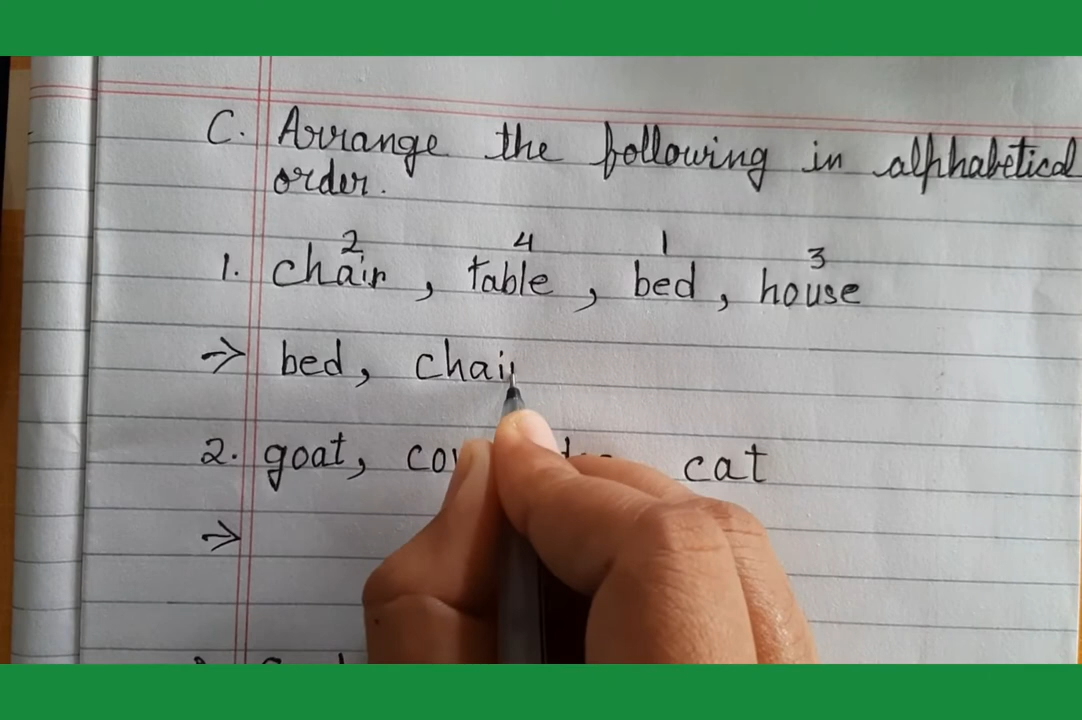 C. Arrange the following in alphabetical
order.
2 4 1 3
1. chair, table, bed, house
→ bed, chai
2. goat, cat
→